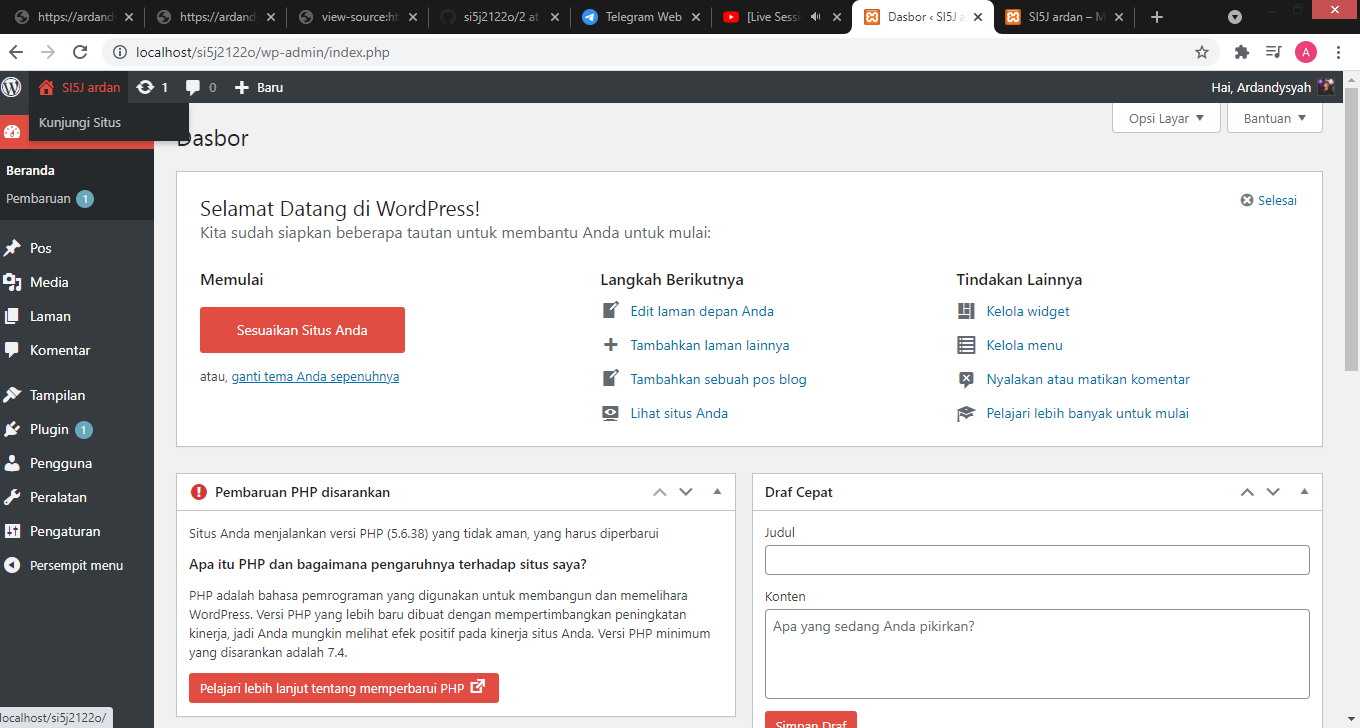 https://ardand
https://ardand
view-source:ht
si5j2122o/2 at
Telegram Web
[Live Sessi
Dasbor ‹ SI5J a
SI5J ardan – M
localhost/si5j2122o/wp-admin/index.php
A
SI5J ardan
1
0
Baru
Hai, Ardandysyah
Kunjungi Situs
Dasbor
Opsi Layar
Bantuan
Beranda
Pembaruan 1
Pos
Media
Laman
Komentar
Tampilan
Plugin 1
Pengguna
Peralatan
Pengaturan
Persempit menu
Selamat Datang di WordPress!
Kita sudah siapkan beberapa tautan untuk membantu Anda untuk mulai:
Selesai
Memulai
Sesuaikan Situs Anda
atau, ganti tema Anda sepenuhnya
Langkah Berikutnya
Edit laman depan Anda
Tambahkan laman lainnya
Tambahkan sebuah pos blog
Lihat situs Anda
Tindakan Lainnya
Kelola widget
Kelola menu
Nyalakan atau matikan komentar
Pelajari lebih banyak untuk mulai
Pembaruan PHP disarankan
Situs Anda menjalankan versi PHP (5.6.38) yang tidak aman, yang harus diperbarui
Apa itu PHP dan bagaimana pengaruhnya terhadap situs saya?
PHP adalah bahasa pemrograman yang digunakan untuk membangun dan memelihara
WordPress. Versi PHP yang lebih baru dibuat dengan mempertimbangkan peningkatan
kinerja, jadi Anda mungkin melihat efek positif pada kinerja situs Anda. Versi PHP minimum
yang disarankan adalah 7.4.
Pelajari lebih lanjut tentang memperbarui PHP
Draf Cepat
Judul
Konten
Apa yang sedang Anda pikirkan?
Simpan Draf
localhost/si5j2122o/